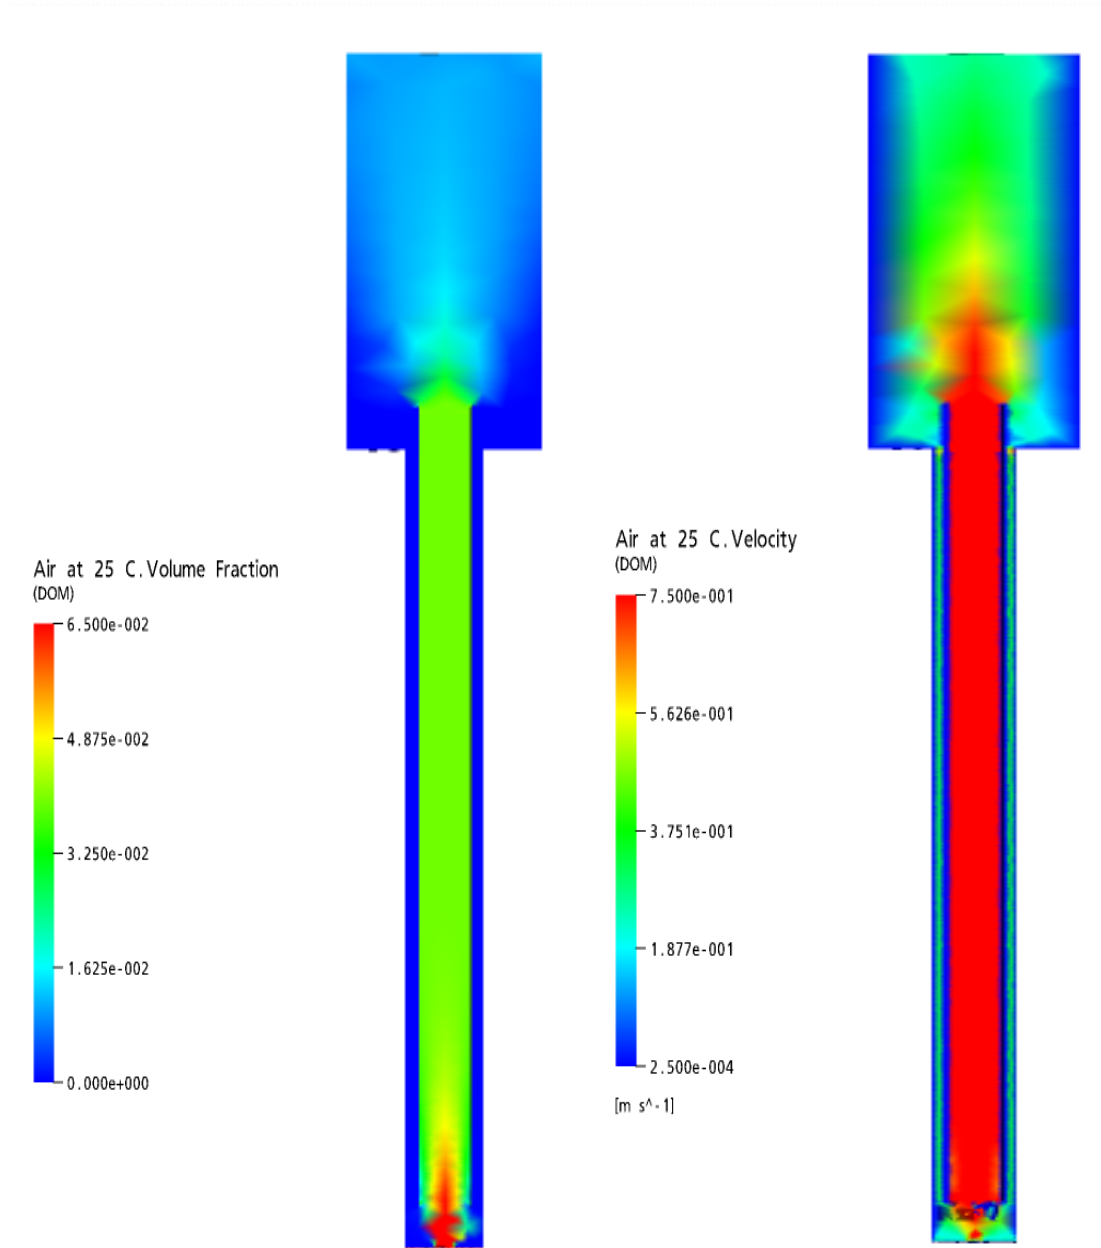 Air at 25 C.Volume Fraction
(DOM)
6.500e-002
4.875e-002
3.250e-002
1.625e-002
0.000e+000
Air at 25 C.Velocity
(DOM)
7.500e-001
5.626e-001
3.751e-001
1.877e-001
2.500e-004
[m s^-1]